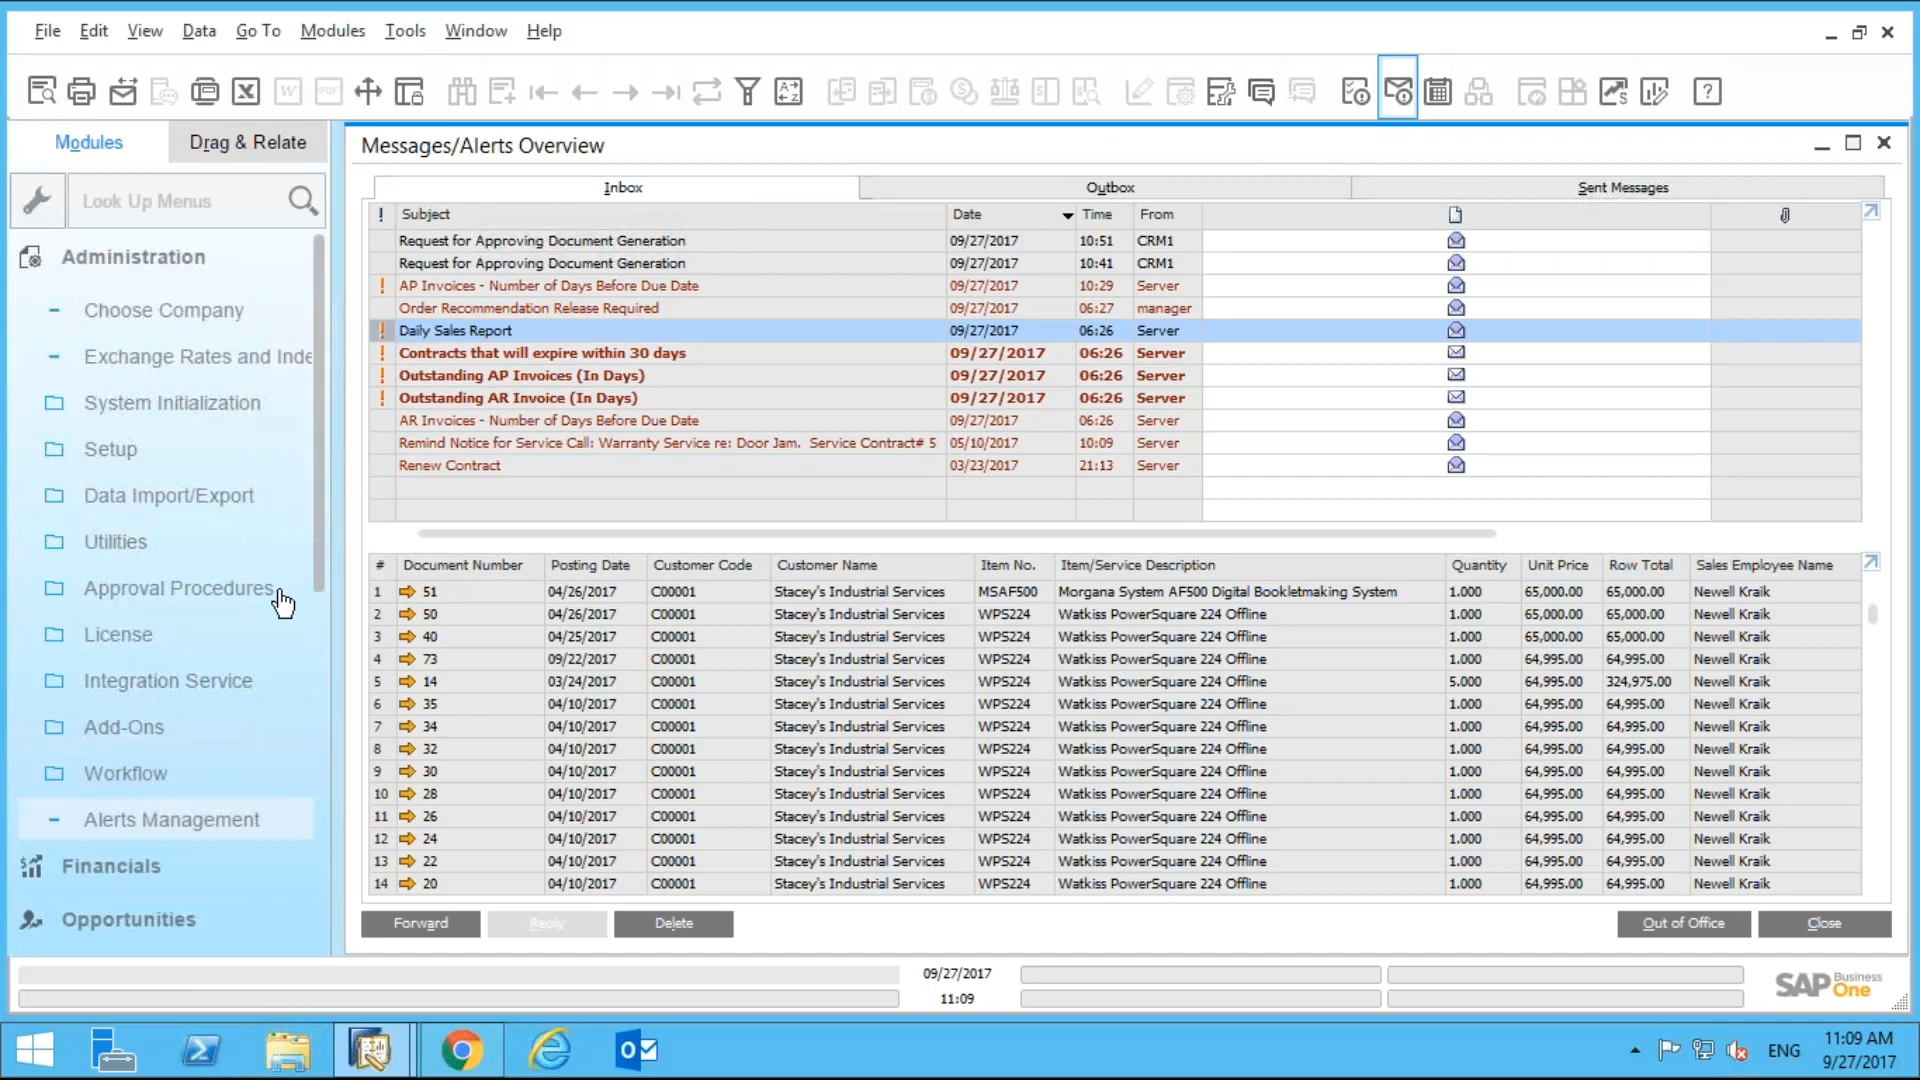 File Edit View Data Go To Modules Tools Window Help
Modules Drag & Relate
Look Up Menus
Administration
Choose Company
Exchange Rates and Inde
System Initialization
Setup
Data Import/Export
Utilities
Approval Procedures
License
Integration Service
Add-Ons
Workflow
Alerts Management
Financials
Opportunities
Messages/Alerts Overview
Inbox Outbox Sent Messages
! Subject Date Time From
Request for Approving Document Generation 09/27/2017 10:51 CRM1
Request for Approving Document Generation 09/27/2017 10:41 CRM1
! AP Invoices - Number of Days Before Due Date 09/27/2017 10:29 Server
Order Recommendation Release Required 09/27/2017 06:27 manager
! Daily Sales Report 09/27/2017 06:26 Server
! Contracts that will expire within 30 days 09/27/2017 06:26 Server
! Outstanding AP Invoices (In Days) 09/27/2017 06:26 Server
! Outstanding AR Invoice (In Days) 09/27/2017 06:26 Server
AR Invoices - Number of Days Before Due Date 09/27/2017 06:26 Server
Remind Notice for Service Call: Warranty Service re: Door Jam. Service Contract# 5 05/10/2017 10:09 Server
Renew Contract 03/23/2017 21:13 Server
# Document Number Posting Date Customer Code Customer Name Item No. Item/Service Description Quantity Unit Price Row Total Sales Employee Name
1 51 04/26/2017 C00001 Stacey's Industrial Services MSAF500 Morgana System AF500 Digital Bookletmaking System 1.000 65,000.00 65,000.00 Newell Kraik
2 50 04/26/2017 C00001 Stacey's Industrial Services WPS224 Watkiss PowerSquare 224 Offline 1.000 65,000.00 65,000.00 Newell Kraik
3 40 04/25/2017 C00001 Stacey's Industrial Services WPS224 Watkiss PowerSquare 224 Offline 1.000 65,000.00 65,000.00 Newell Kraik
4 73 09/22/2017 C00001 Stacey's Industrial Services WPS224 Watkiss PowerSquare 224 Offline 1.000 64,995.00 64,995.00 Newell Kraik
5 14 03/24/2017 C00001 Stacey's Industrial Services WPS224 Watkiss PowerSquare 224 Offline 5.000 64,995.00 324,975.00 Newell Kraik
6 35 04/10/2017 C00001 Stacey's Industrial Services WPS224 Watkiss PowerSquare 224 Offline 1.000 64,995.00 64,995.00 Newell Kraik
7 34 04/10/2017 C00001 Stacey's Industrial Services WPS224 Watkiss PowerSquare 224 Offline 1.000 64,995.00 64,995.00 Newell Kraik
8 32 04/10/2017 C00001 Stacey's Industrial Services WPS224 Watkiss PowerSquare 224 Offline 1.000 64,995.00 64,995.00 Newell Kraik
9 30 04/10/2017 C00001 Stacey's Industrial Services WPS224 Watkiss PowerSquare 224 Offline 1.000 64,995.00 64,995.00 Newell Kraik
10 28 04/10/2017 C00001 Stacey's Industrial Services WPS224 Watkiss PowerSquare 224 Offline 1.000 64,995.00 64,995.00 Newell Kraik
11 26 04/10/2017 C00001 Stacey's Industrial Services WPS224 Watkiss PowerSquare 224 Offline 1.000 64,995.00 64,995.00 Newell Kraik
12 24 04/10/2017 C00001 Stacey's Industrial Services WPS224 Watkiss PowerSquare 224 Offline 1.000 64,995.00 64,995.00 Newell Kraik
13 22 04/10/2017 C00001 Stacey's Industrial Services WPS224 Watkiss PowerSquare 224 Offline 1.000 64,995.00 64,995.00 Newell Kraik
14 20 04/10/2017 C00001 Stacey's Industrial Services WPS224 Watkiss PowerSquare 224 Offline 1.000 64,995.00 64,995.00 Newell Kraik
Forward Reply Delete Out of Office Close
09/27/2017
11:09
SAP Business One
ENG
11:09 AM
9/27/2017